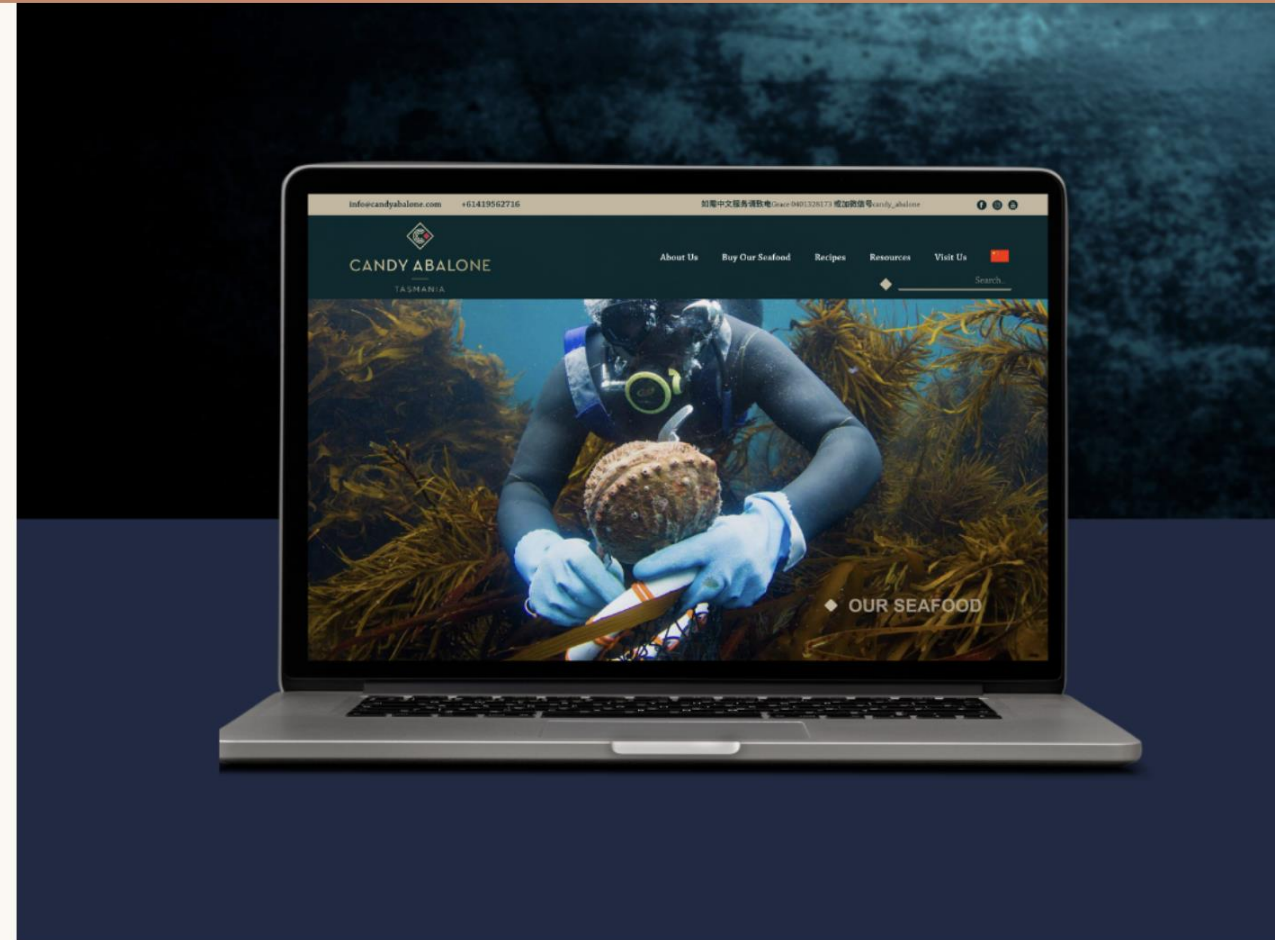 info@candyabalone.com +61419562716 如需中文服务请致电Grace 0401328173 或加微信号candy_abalone
CANDY ABALONE
TASMANIA
About Us Buy Our Seafood Recipes Resources Visit Us
Search...
OUR SEAFOOD